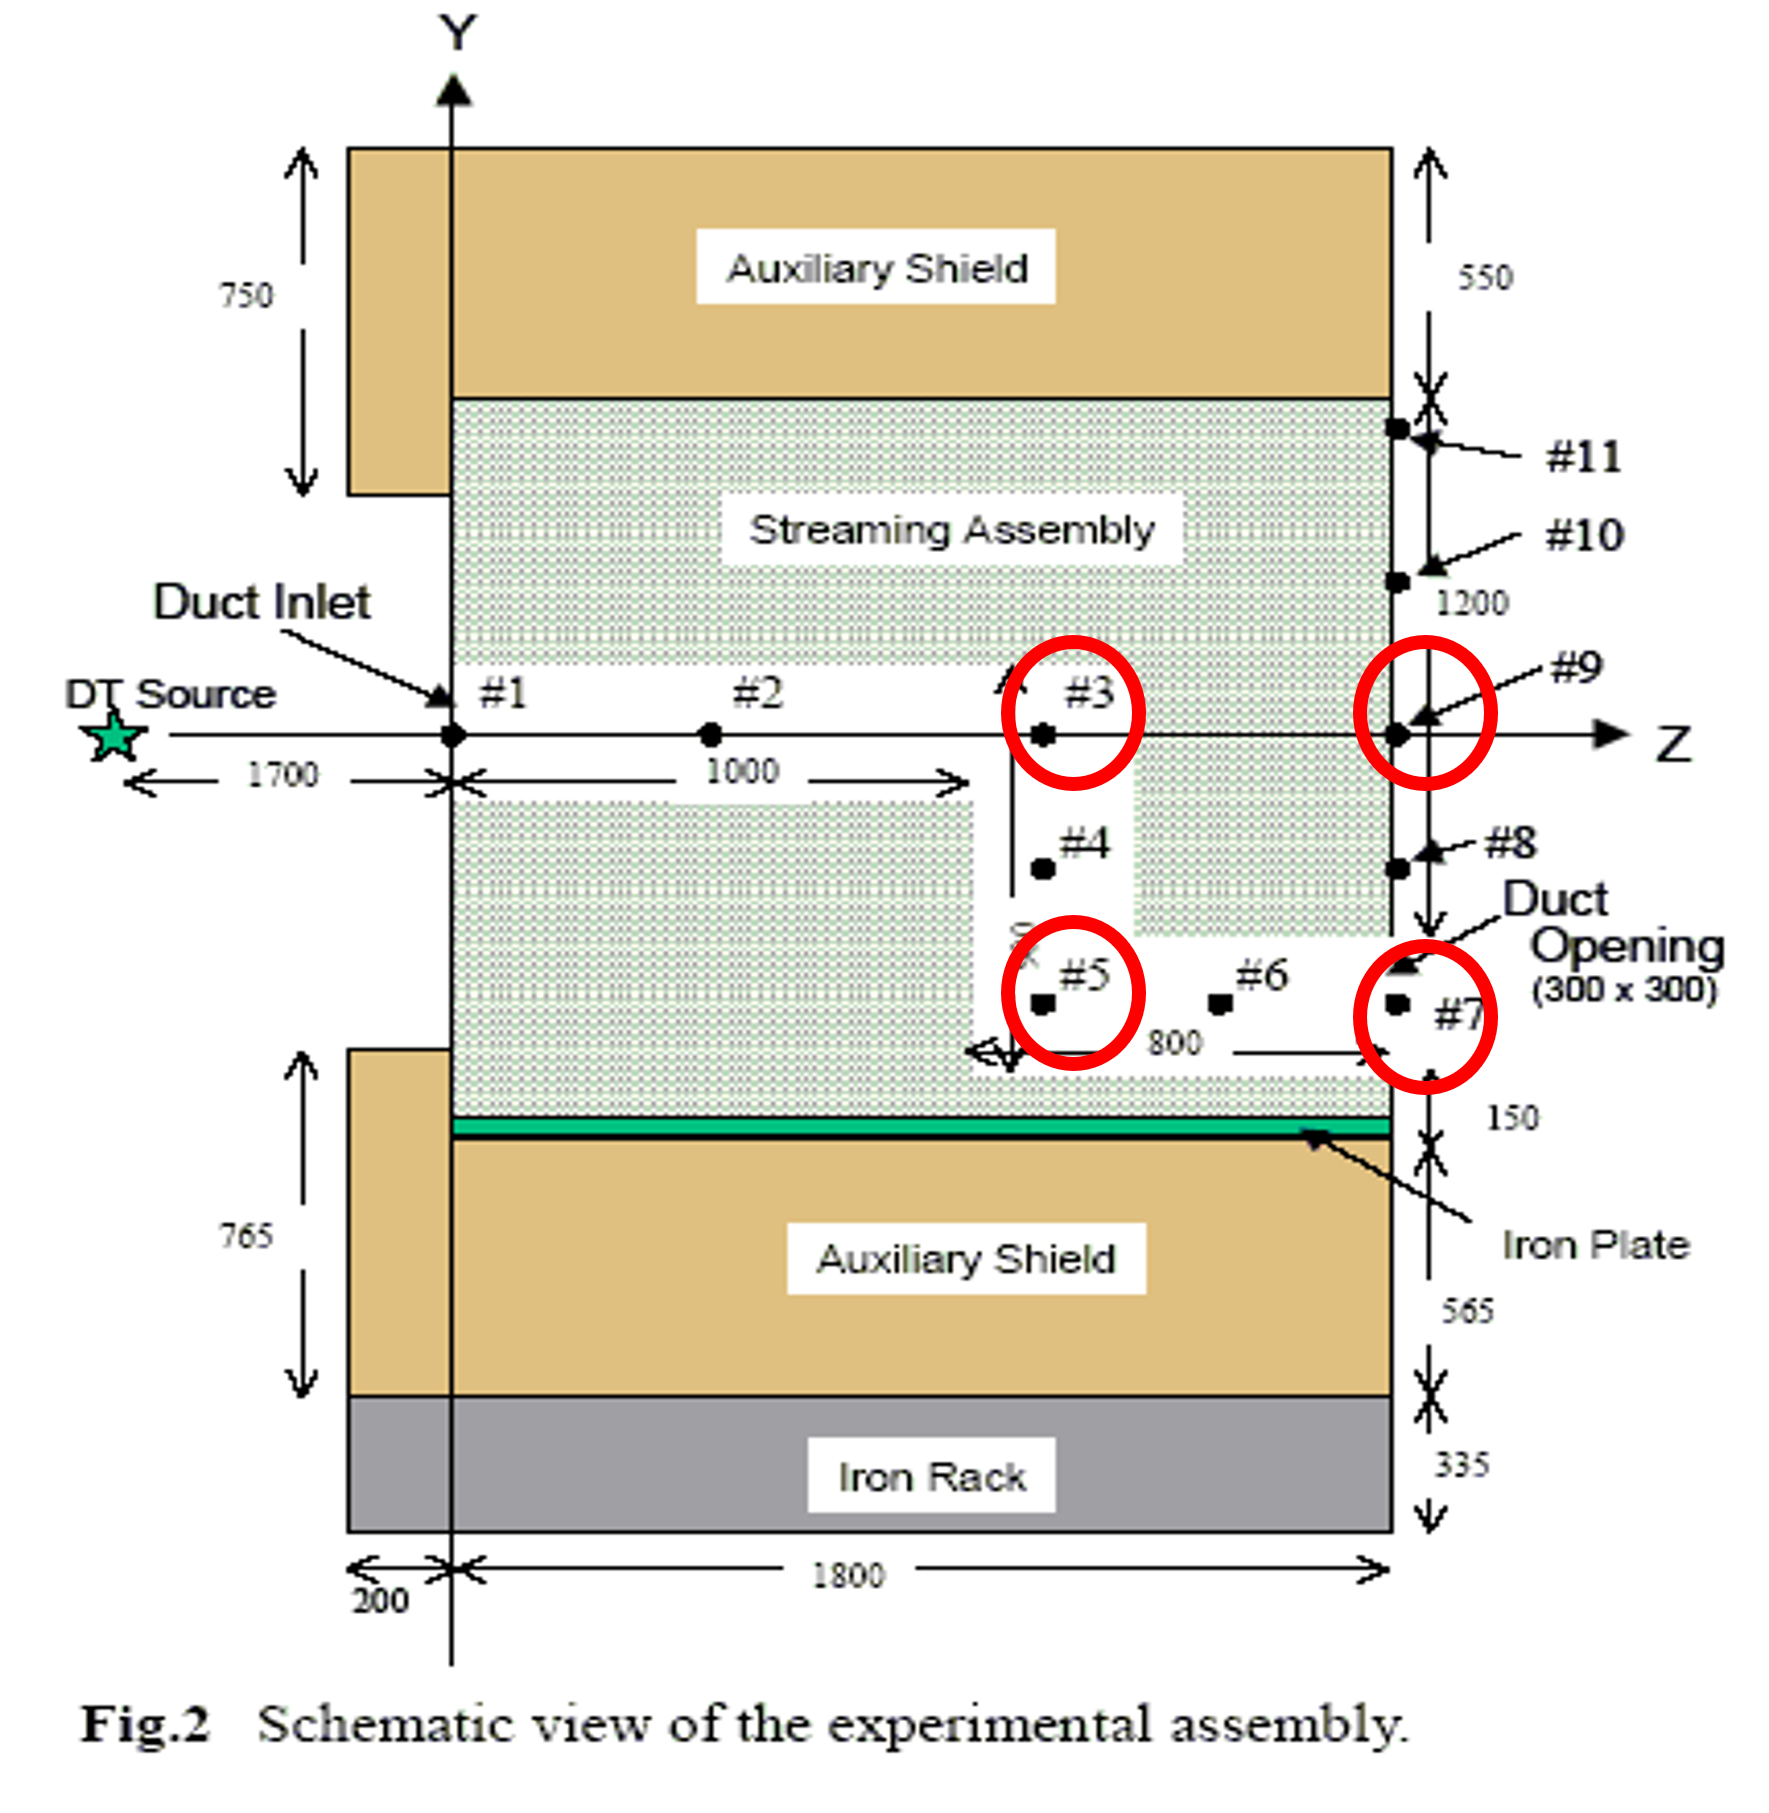 Y
Auxiliary Shield
750
550
#11
Streaming Assembly
#10
1200
Duct Inlet
#9
DT Source
#1
#2
#3
Z
1700
1000
#4
#8
Duct
Opening
(300 x 300)
#5
#6
#7
800
150
Iron Plate
765
Auxiliary Shield
565
Iron Rack
335
200
1800
Fig.2 Schematic view of the experimental assembly.